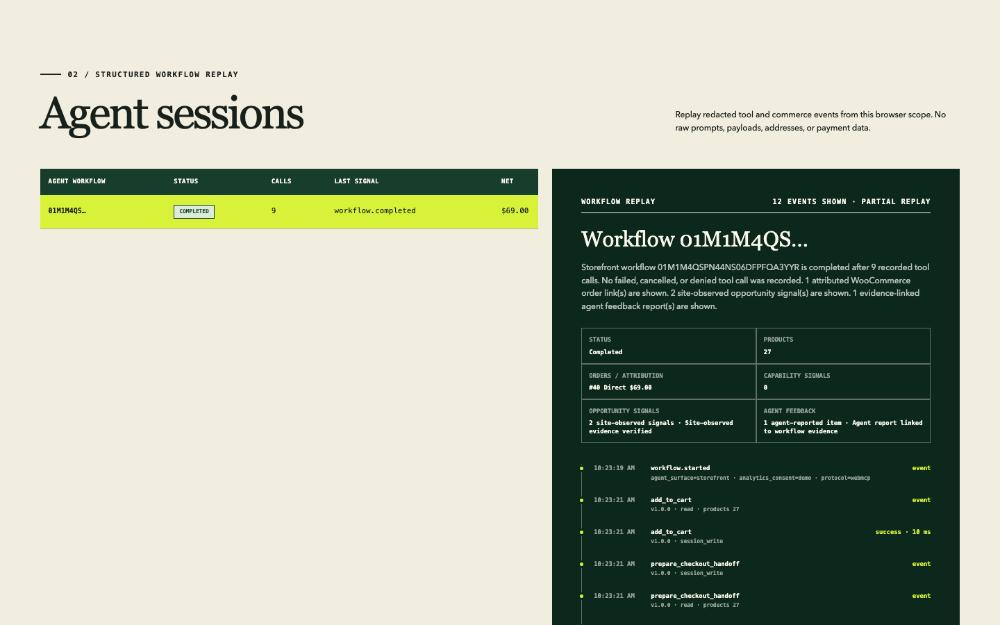 02 / STRUCTURED WORKFLOW REPLAY
Agent sessions
Replay redacted tool and commerce events from this browser scope. No
raw prompts, payloads, addresses, or payment data.
AGENT WORKFLOW STATUS CALLS LAST SIGNAL NET
01M1M4QS… COMPLETED 9 workflow.completed $69.00
WORKFLOW REPLAY 12 EVENTS SHOWN · PARTIAL REPLAY
Workflow 01M1M4QS…
Storefront workflow 01M1M4QSPN44NS06DFPFQA3YYR is completed after 9 recorded tool
calls. No failed, cancelled, or denied tool call was recorded. 1 attributed WooCommerce
order link(s) are shown. 2 site-observed opportunity signal(s) are shown. 1 evidence-linked
agent feedback report(s) are shown.
STATUS PRODUCTS
Completed 27
ORDERS / ATTRIBUTION CAPABILITY SIGNALS
#40 Direct $69.00 0
OPPORTUNITY SIGNALS AGENT FEEDBACK
2 site-observed signals · Site-observed 1 agent-reported item · Agent report linked
evidence verified to workflow evidence
10:23:19 AM workflow.started event
agent_surface=storefront · analytics_consent=demo · protocol=webmcp
10:23:21 AM add_to_cart event
v1.0.0 · read · products 27
10:23:21 AM add_to_cart success · 10 ms
v1.0.0 · session_write
10:23:21 AM prepare_checkout_handoff event
v1.0.0 · session_write
10:23:21 AM prepare_checkout_handoff event
v1.0.0 · read · products 27